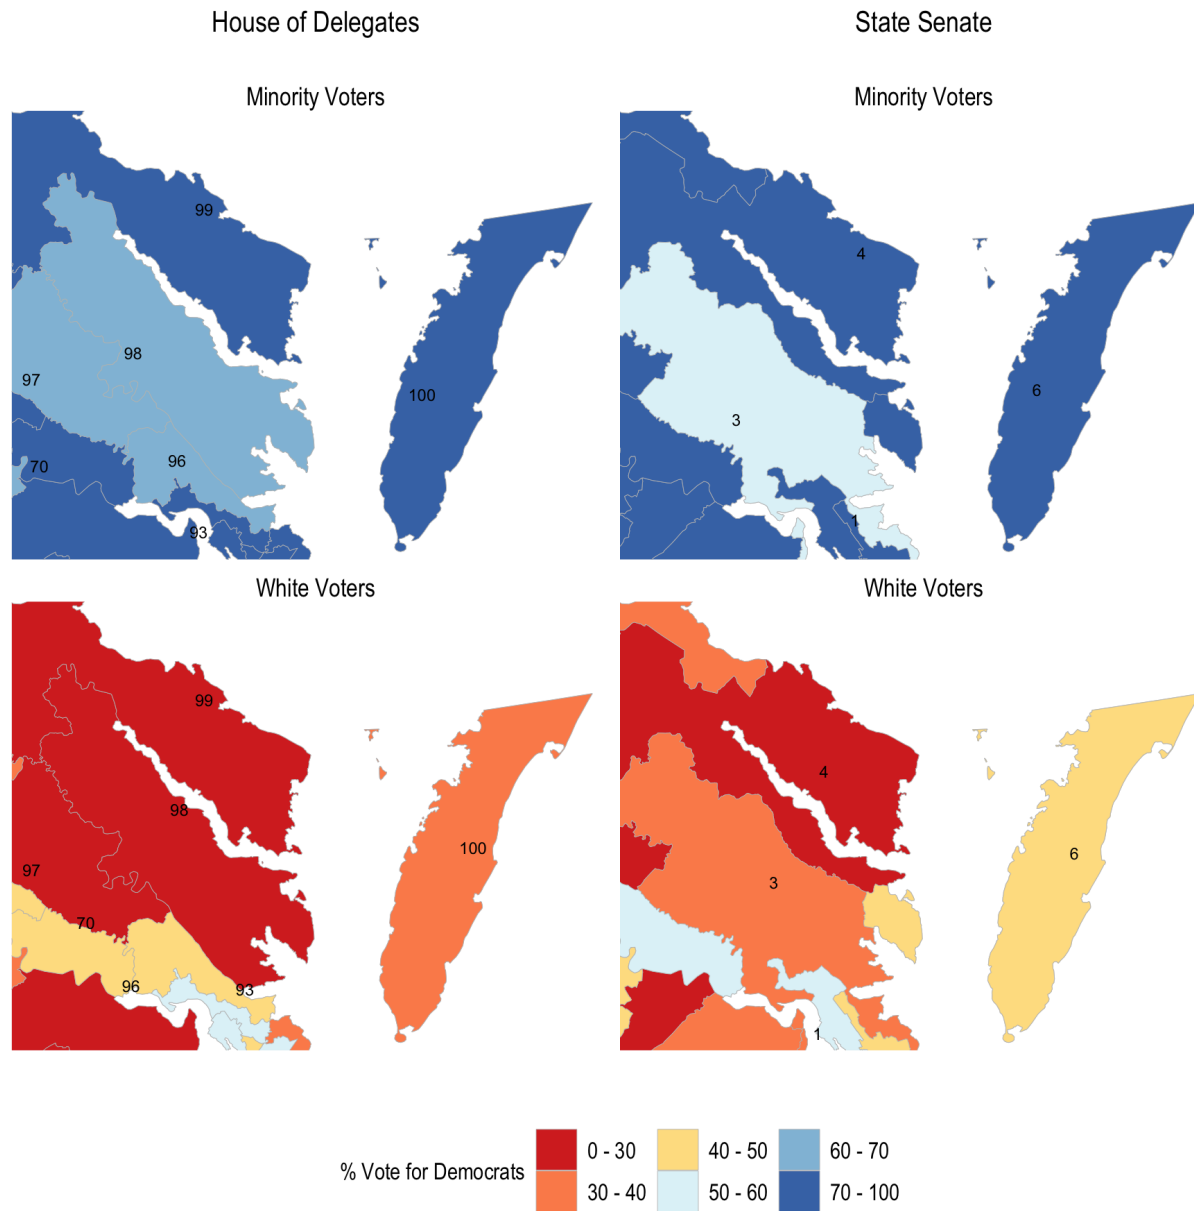 House of Delegates
State Senate
Minority Voters
Minority Voters
99
98
97
100
96
70
93
4
3
6
1
White Voters
White Voters
99
98
97
100
70
96
93
4
3
6
1
% Vote for Democrats
0 - 30
40 - 50
60 - 70
30 - 40
50 - 60
70 - 100